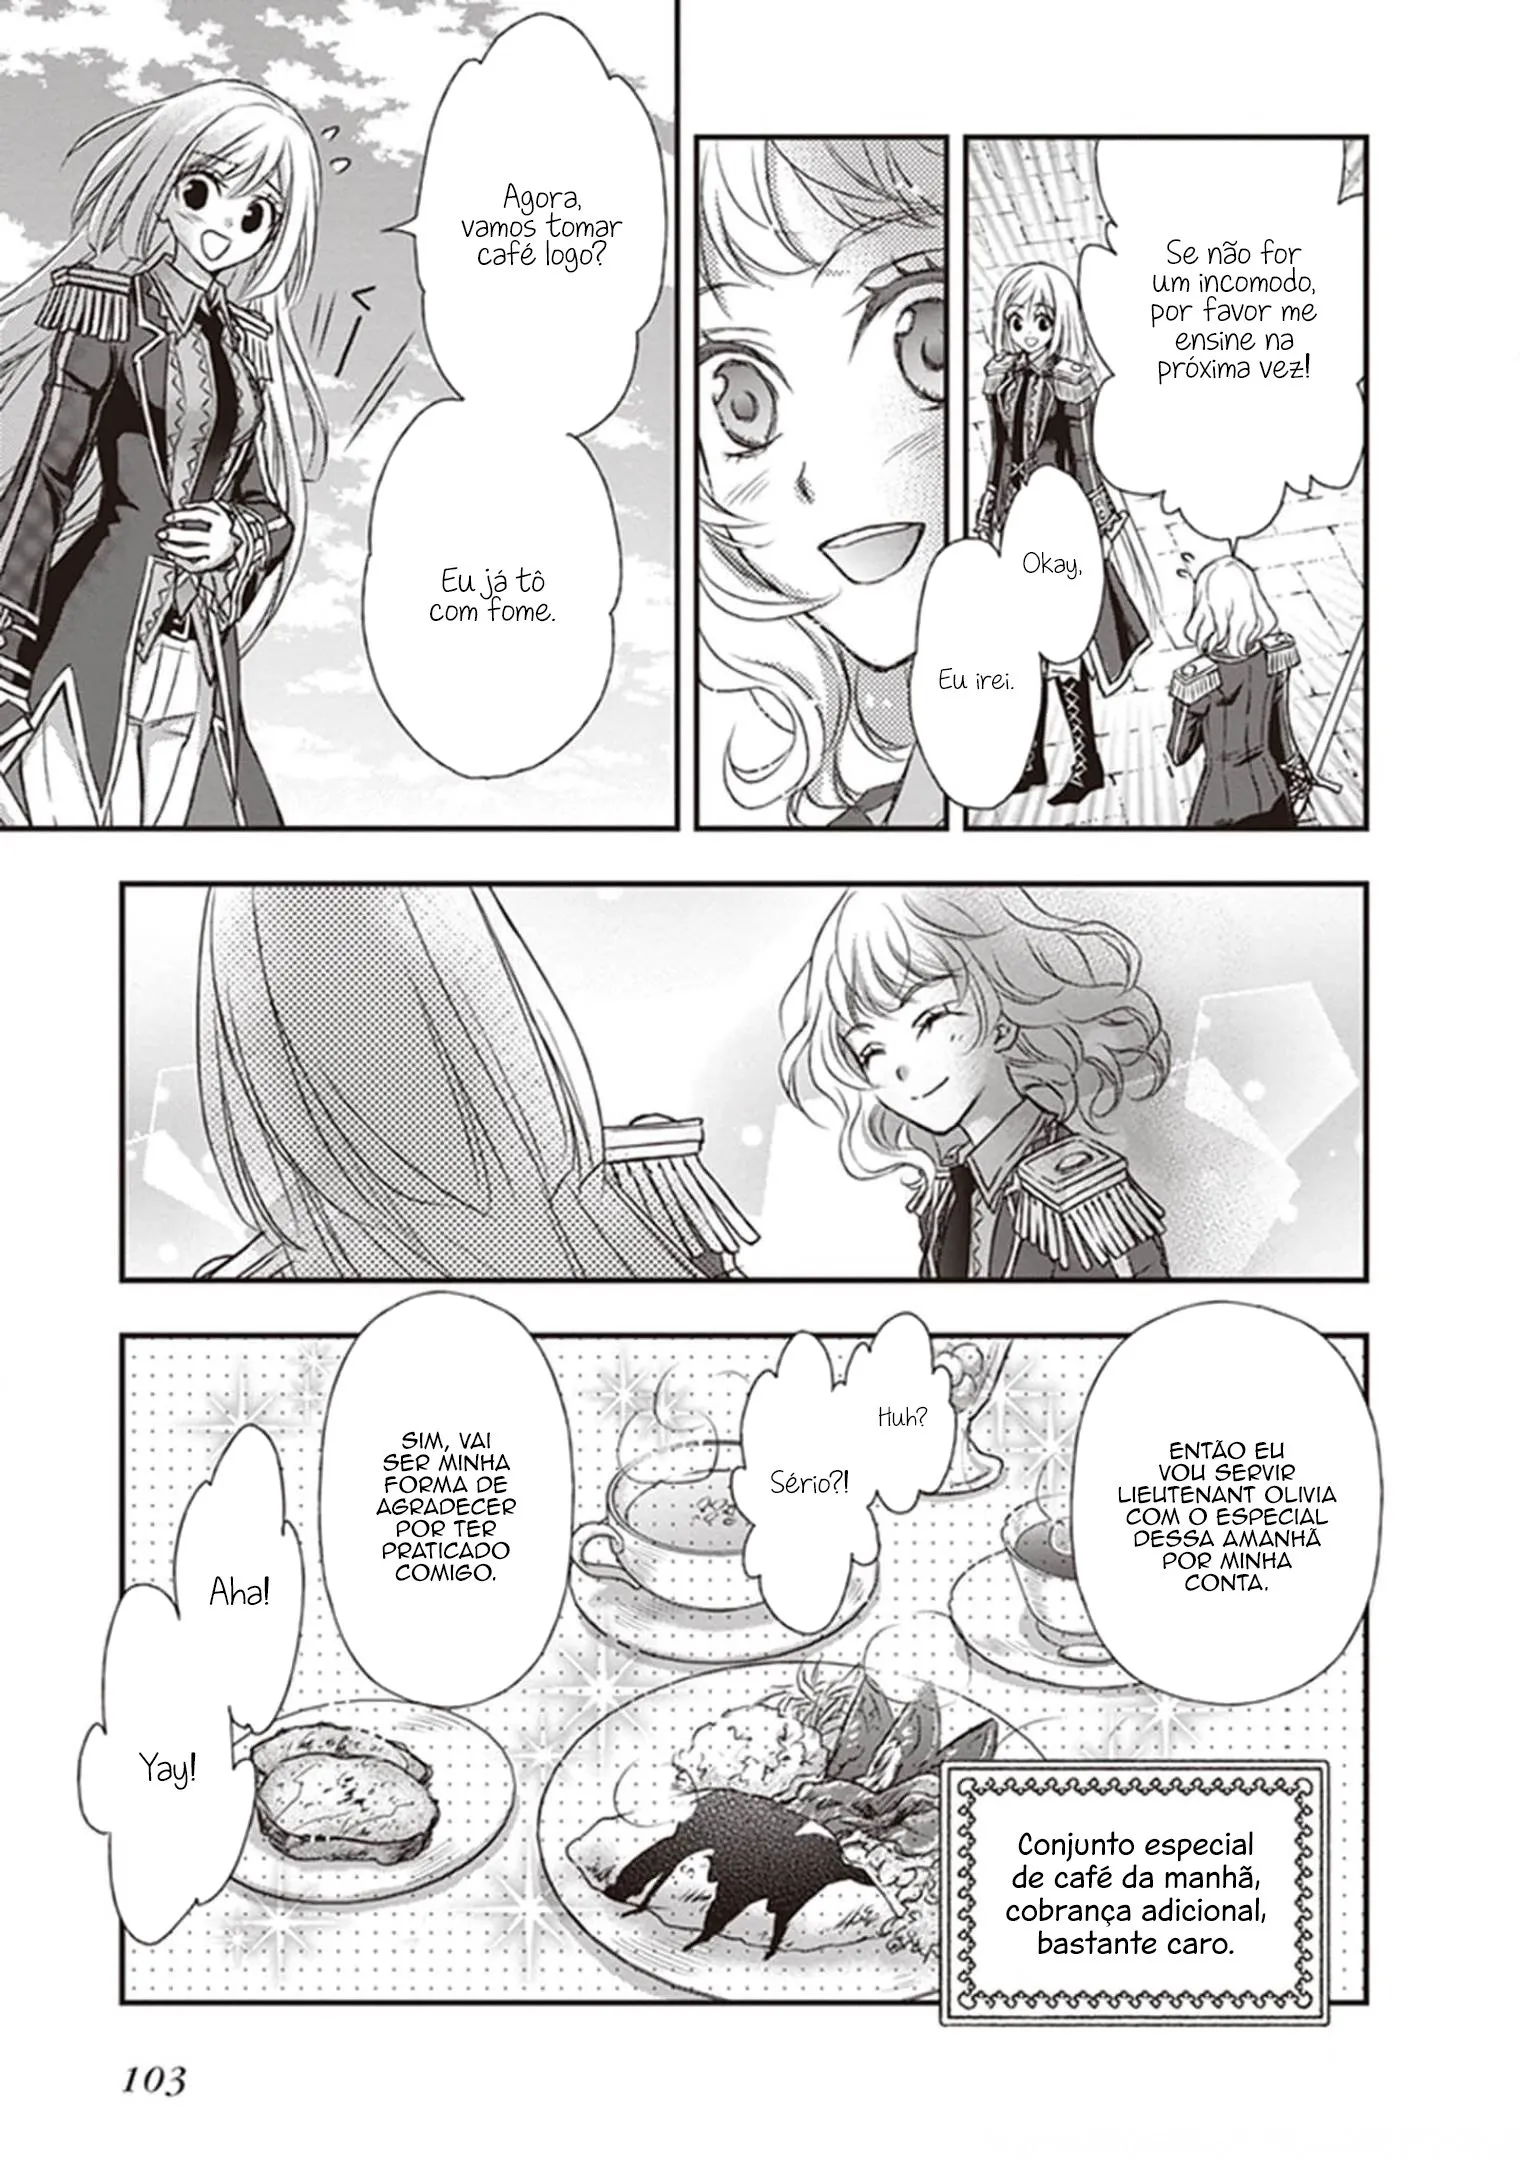 Se não for
um incomodo,
por favor me
ensine na
próxima vez!
Okay,
Eu irei.
Agora,
vamos tomar
café logo?
Eu já tô
com fome.
ENTÃO EU
VOU SERVIR
LIEUTENANT OLIVIA
COM O ESPECIAL
DESSA AMANHÃ
POR MINHA
CONTA.
Huh?
Sério?!
SIM, VAI
SER MINHA
FORMA DE
AGRADECER
POR TER
PRATICADO
COMIGO.
Aha!
Yay!
Conjunto especial
de café da manhã,
cobrança adicional,
bastante caro.
103